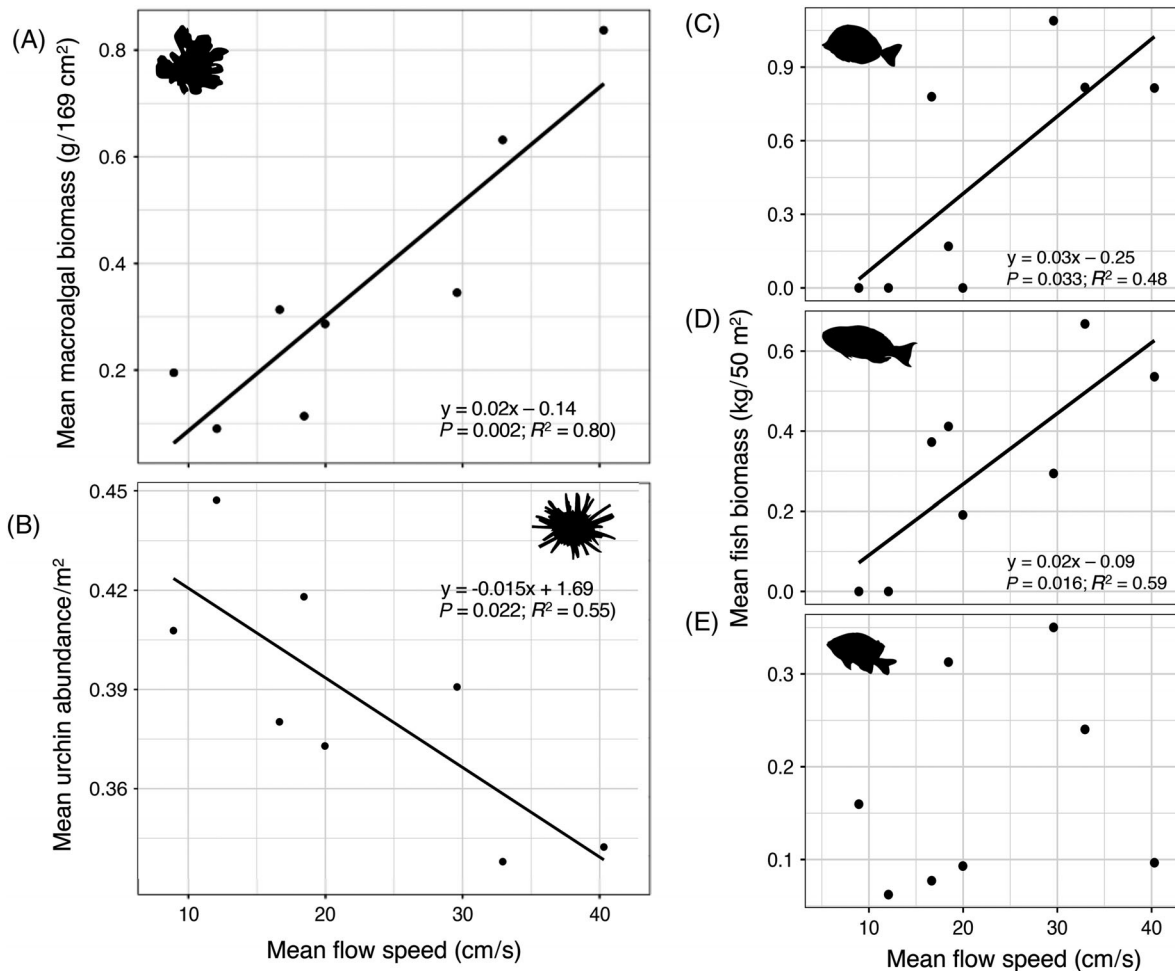 (A)
Mean macroalgal biomass (g/169 cm²)
0.8
0.6
0.4
0.2
y = 0.02x – 0.14
P = 0.002; R² = 0.80)
(B)
Mean urchin abundance/m²
0.45
0.42
0.39
0.36
y = -0.015x + 1.69
P = 0.022; R² = 0.55)
10 20 30 40
Mean flow speed (cm/s)
(C)
0.9
0.6
0.3
0.0
y = 0.03x – 0.25
P = 0.033; R² = 0.48
(D)
Mean fish biomass (kg/50 m²)
0.6
0.4
0.2
0.0
y = 0.02x – 0.09
P = 0.016; R² = 0.59
(E)
0.3
0.2
0.1
10 20 30 40
Mean flow speed (cm/s)